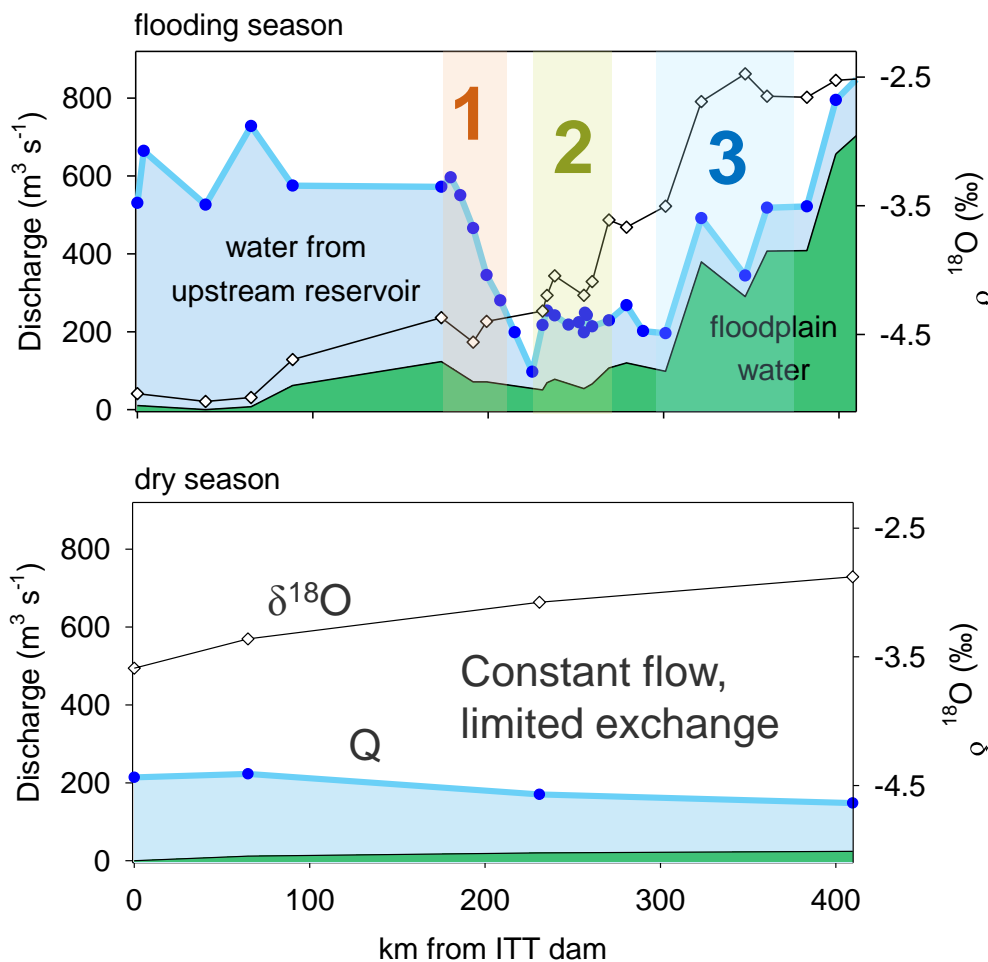 flooding season
800
600
400
200
0
Discharge (m³ s⁻¹)
1
2
3
water from
upstream reservoir
floodplain
water
-2.5
-3.5
-4.5
¹⁸O (‰)
dry season
800
600
400
200
0
Discharge (m³ s⁻¹)
δ¹⁸O
Q
Constant flow,
limited exchange
-2.5
-3.5
-4.5
¹⁸O (‰)
0
100
200
300
400
km from ITT dam